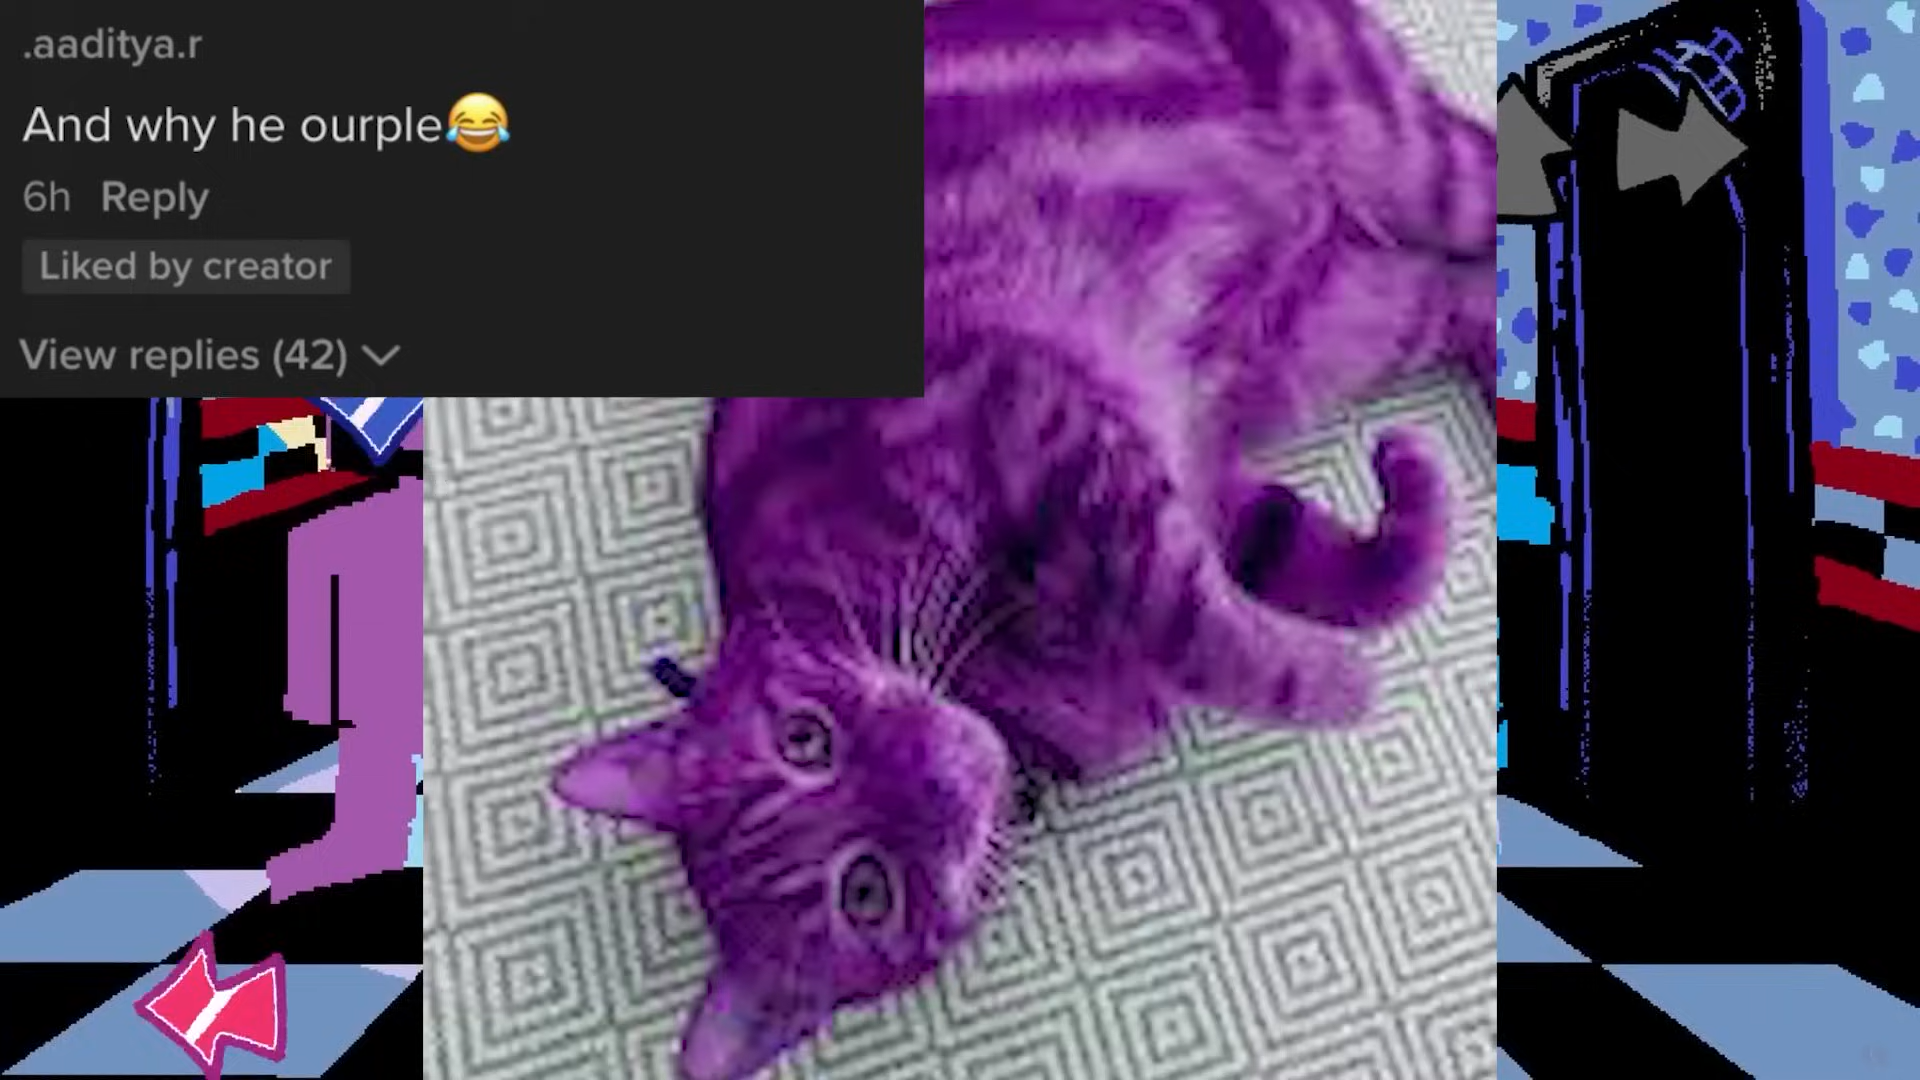 .aaditya.r
And why he ourple😂
6h Reply
Liked by creator
View replies (42)